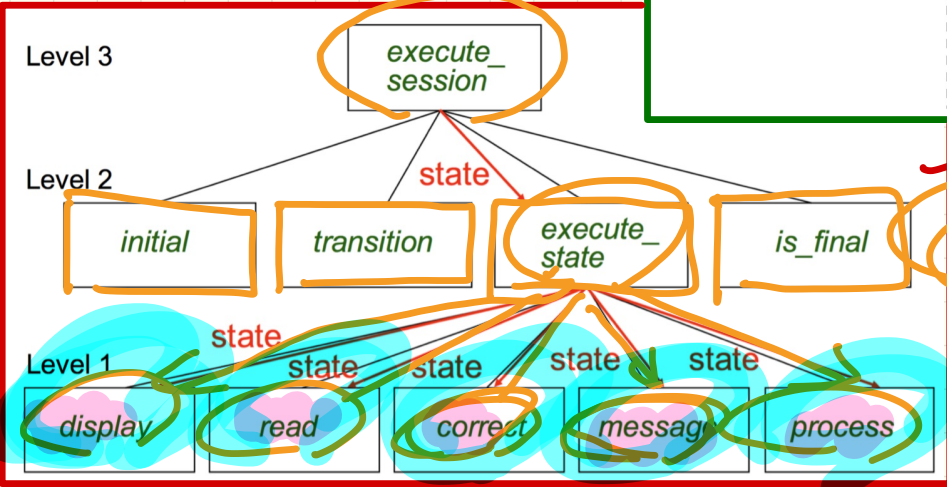 Level 3
execute_
session
state
Level 2
initial
transition
execute_
state
is_final
state
Level 1
state
state
state
state
display
read
correct
message
process